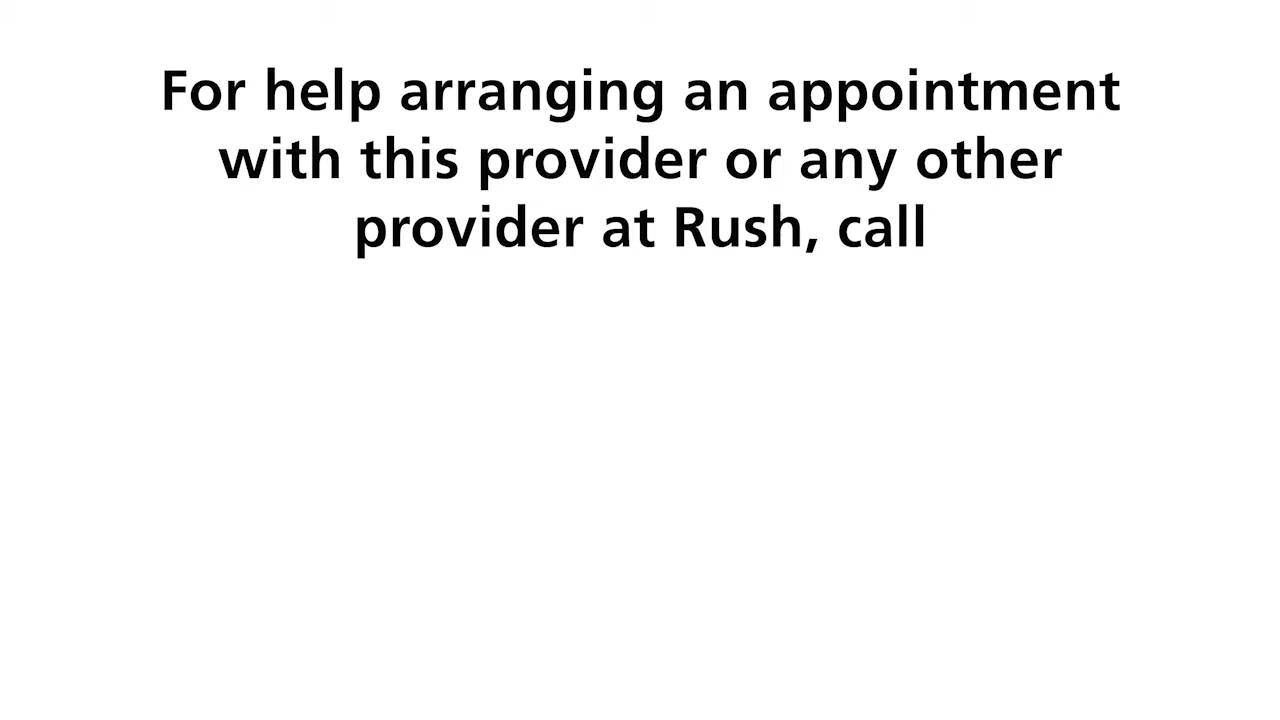 For help arranging an appointment
with this provider or any other
provider at Rush, call